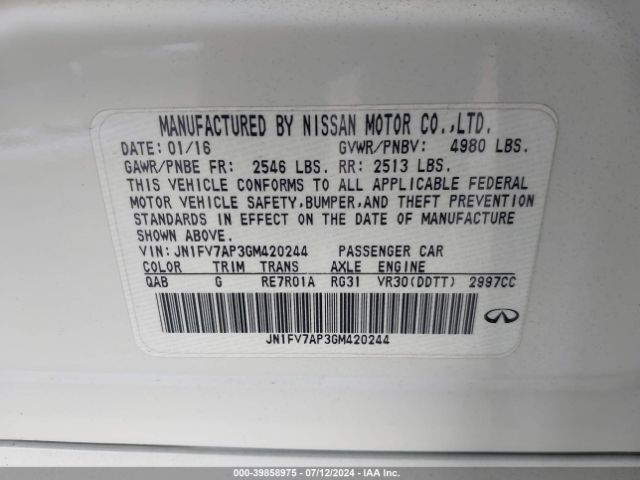 MANUFACTURED BY NISSAN MOTOR CO.,LTD.
DATE: 01/16 GVWR/PNBV: 4980 LBS.
GAWR/PNBE FR: 2546 LBS. RR: 2513 LBS.
THIS VEHICLE CONFORMS TO ALL APPLICABLE FEDERAL
MOTOR VEHICLE SAFETY,BUMPER,AND THEFT PREVENTION
STANDARDS IN EFFECT ON THE DATE OF MANUFACTURE
SHOWN ABOVE.
VIN: JN1FV7AP3GM420244 PASSENGER CAR
COLOR TRIM TRANS AXLE ENGINE
QAB G RE7R01A RG31 VR30(DDTT) 2997CC
JN1FV7AP3GM420244
000-39858975 - 07/12/2024 - IAA Inc.